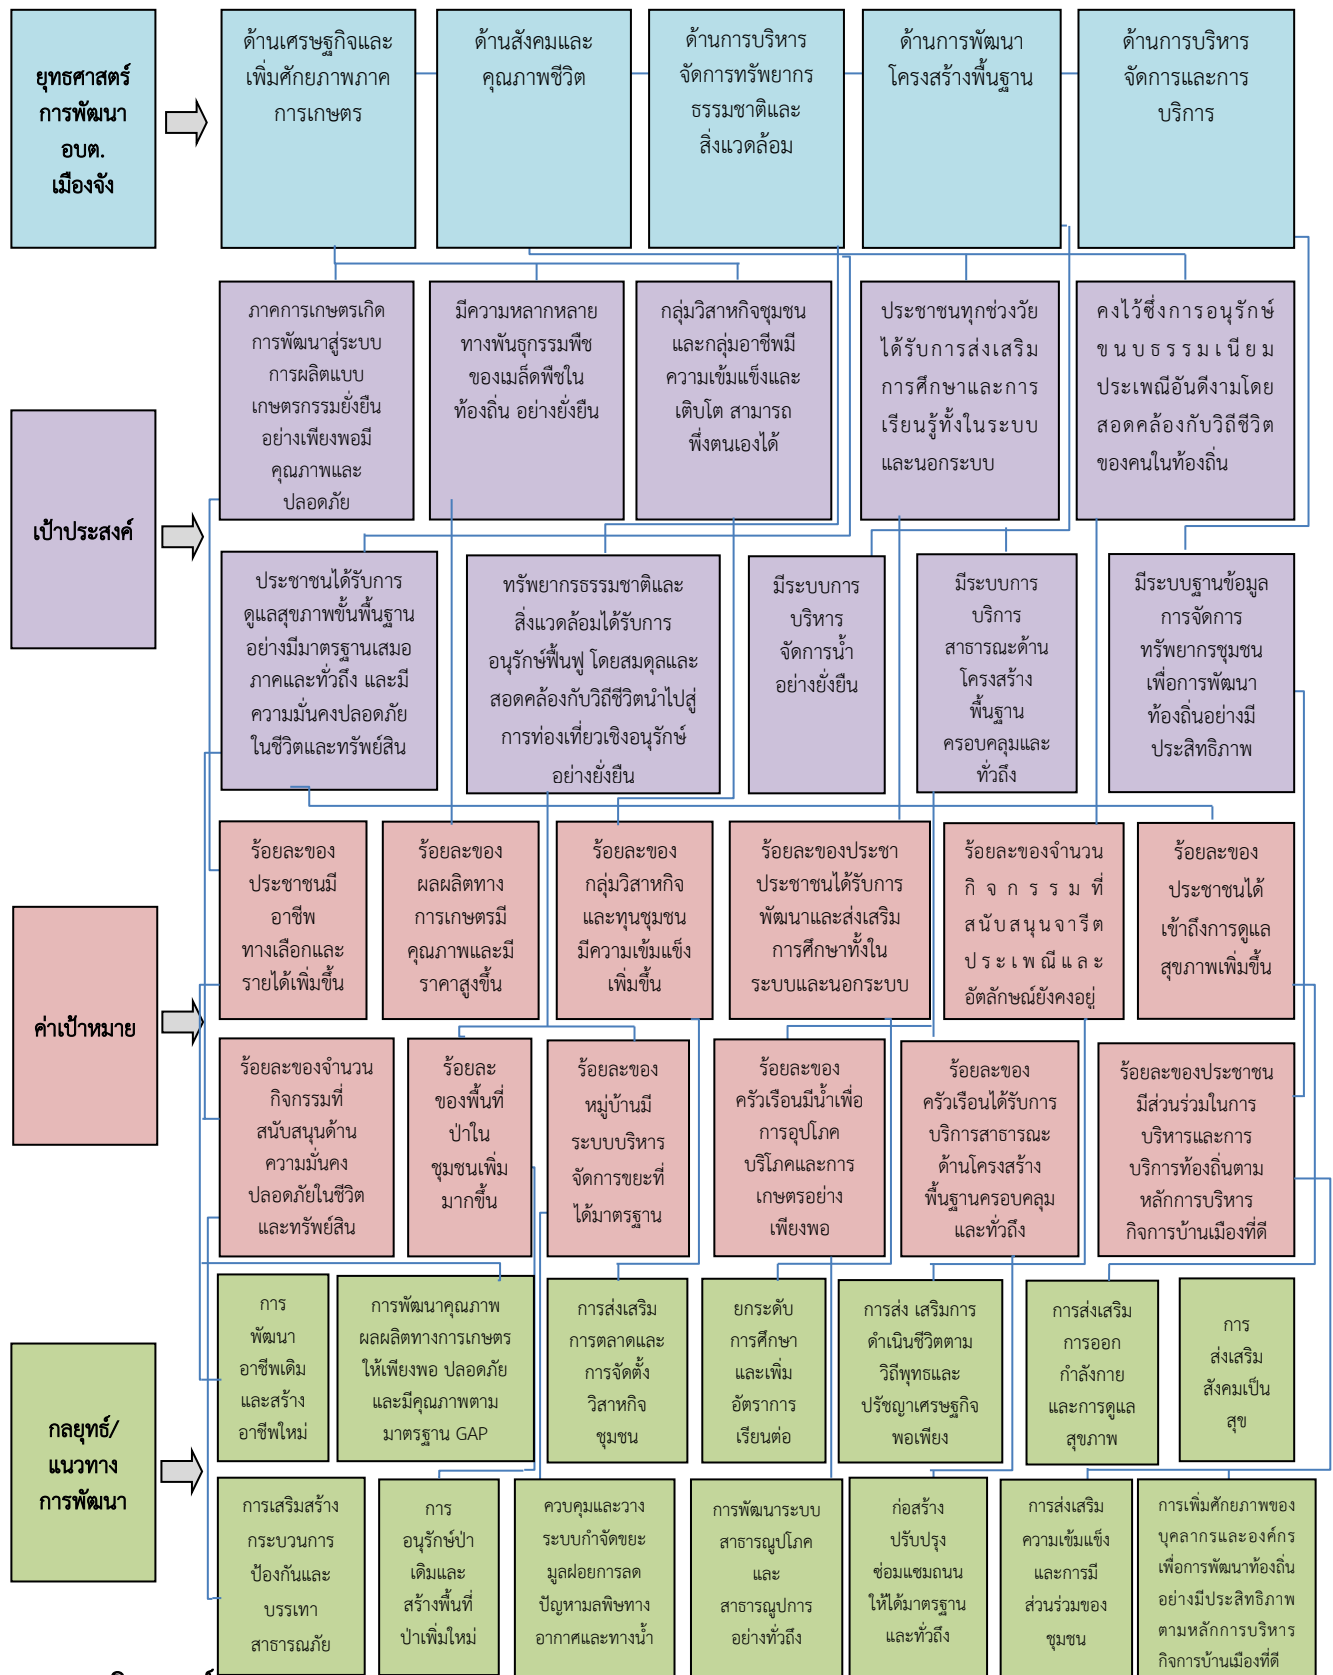 ยุทธศาสตร์
การพัฒนา
อบต.
เมืองจัง
ด้านเศรษฐกิจและ
เพิ่มศักยภาพภาค
การเกษตร
ด้านสังคมและ
คุณภาพชีวิต
ด้านการบริหาร
จัดการทรัพยากร
ธรรมชาติและ
สิ่งแวดล้อม
ด้านการพัฒนา
โครงสร้างพื้นฐาน
ด้านการบริหาร
จัดการและการ
บริการ
เป้าประสงค์
ภาคการเกษตรเกิด
การพัฒนาสู่ระบบ
การผลิตแบบ
เกษตรกรรมยั่งยืน
อย่างเพียงพอมี
คุณภาพและ
ปลอดภัย
มีความหลากหลาย
ทางพันธุกรรมพืช
ของเมล็ดพืชใน
ท้องถิ่น อย่างยั่งยืน
กลุ่มวิสาหกิจชุมชน
และกลุ่มอาชีพมี
ความเข้มแข็งและ
เติบโต สามารถ
พึ่งตนเองได้
ประชาชนทุกช่วงวัย
ได้รับการส่งเสริม
การศึกษาและการ
เรียนรู้ทั้งในระบบ
และนอกระบบ
คงไว้ซึ่งการอนุรักษ์
ขนบธรรมเนียม
ประเพณีอันดีงามโดย
สอดคล้องกับวิถีชีวิต
ของคนในท้องถิ่น
ประชาชนได้รับการ
ดูแลสุขภาพขั้นพื้นฐาน
อย่างมีมาตรฐานเสมอ
ภาคและทั่วถึง และมี
ความมั่นคงปลอดภัย
ในชีวิตและทรัพย์สิน
ทรัพยากรธรรมชาติและ
สิ่งแวดล้อมได้รับการ
อนุรักษ์ฟื้นฟู โดยสมดุลและ
สอดคล้องกับวิถีชีวิตนำไปสู่
การท่องเที่ยวเชิงอนุรักษ์
อย่างยั่งยืน
มีระบบการ
บริหาร
จัดการน้ำ
อย่างยั่งยืน
มีระบบการ
บริการ
สาธารณะด้าน
โครงสร้าง
พื้นฐาน
ครอบคลุมและ
ทั่วถึง
มีระบบฐานข้อมูล
การจัดการ
ทรัพยากรชุมชน
เพื่อการพัฒนา
ท้องถิ่นอย่างมี
ประสิทธิภาพ
ค่าเป้าหมาย
ร้อยละของ
ประชาชนมี
อาชีพ
ทางเลือกและ
รายได้เพิ่มขึ้น
ร้อยละของ
ผลผลิตทาง
การเกษตรมี
คุณภาพและมี
ราคาสูงขึ้น
ร้อยละของ
กลุ่มวิสาหกิจ
และทุนชุมชน
มีความเข้มแข็ง
เพิ่มขึ้น
ร้อยละของประชา
ประชาชนได้รับการ
พัฒนาและส่งเสริม
การศึกษาทั้งใน
ระบบและนอกระบบ
ร้อยละของจำนวน
กิจกรรมที่
สนับสนุนจารีต
ประเพณีและ
อัตลักษณ์ยังคงอยู่
ร้อยละของ
ประชาชนได้
เข้าถึงการดูแล
สุขภาพเพิ่มขึ้น
ร้อยละของจำนวน
กิจกรรมที่
สนับสนุนด้าน
ความมั่นคง
ปลอดภัยในชีวิต
และทรัพย์สิน
ร้อยละ
ของพื้นที่
ป่าใน
ชุมชนเพิ่ม
มากขึ้น
ร้อยละของ
หมู่บ้านมี
ระบบบริหาร
จัดการขยะที่
ได้มาตรฐาน
ร้อยละของ
ครัวเรือนมีน้ำเพื่อ
การอุปโภค
บริโภคและการ
เกษตรอย่าง
เพียงพอ
ร้อยละของ
ครัวเรือนได้รับการ
บริการสาธารณะ
ด้านโครงสร้าง
พื้นฐานครอบคลุม
และทั่วถึง
ร้อยละของประชาชน
มีส่วนร่วมในการ
บริหารและการ
บริการท้องถิ่นตาม
หลักการบริหาร
กิจการบ้านเมืองที่ดี
กลยุทธ์/
แนวทาง
การพัฒนา
การ
พัฒนา
อาชีพเดิม
และสร้าง
อาชีพใหม่
การพัฒนาคุณภาพ
ผลผลิตทางการเกษตร
ให้เพียงพอ ปลอดภัย
และมีคุณภาพตาม
มาตรฐาน GAP
การส่งเสริม
การตลาดและ
การจัดตั้ง
วิสาหกิจ
ชุมชน
ยกระดับ
การศึกษา
และเพิ่ม
อัตราการ
เรียนต่อ
การส่ง เสริมการ
ดำเนินชีวิตตาม
วิถีพุทธและ
ปรัชญาเศรษฐกิจ
พอเพียง
การส่งเสริม
การออก
กำลังกาย
และการดูแล
สุขภาพ
การ
ส่งเสริม
สังคมเป็น
สุข
การเสริมสร้าง
กระบวนการ
ป้องกันและ
บรรเทา
สาธารณภัย
การ
อนุรักษ์ป่า
เดิมและ
สร้างพื้นที่
ป่าเพิ่มใหม่
ควบคุมและวาง
ระบบกำจัดขยะ
มูลฝอยการลด
ปัญหามลพิษทาง
อากาศและทางน้ำ
การพัฒนาระบบ
สาธารณูปโภค
และ
สาธารณูปการ
อย่างทั่วถึง
ก่อสร้าง
ปรับปรุง
ซ่อมแซมถนน
ให้ได้มาตรฐาน
และทั่วถึง
การส่งเสริม
ความเข้มแข็ง
และการมี
ส่วนร่วมของ
ชุมชน
การเพิ่มศักยภาพของ
บุคลากรและองค์กร
เพื่อการพัฒนาท้องถิ่น
อย่างมีประสิทธิภาพ
ตามหลักการบริหาร
กิจการบ้านเมืองที่ดี